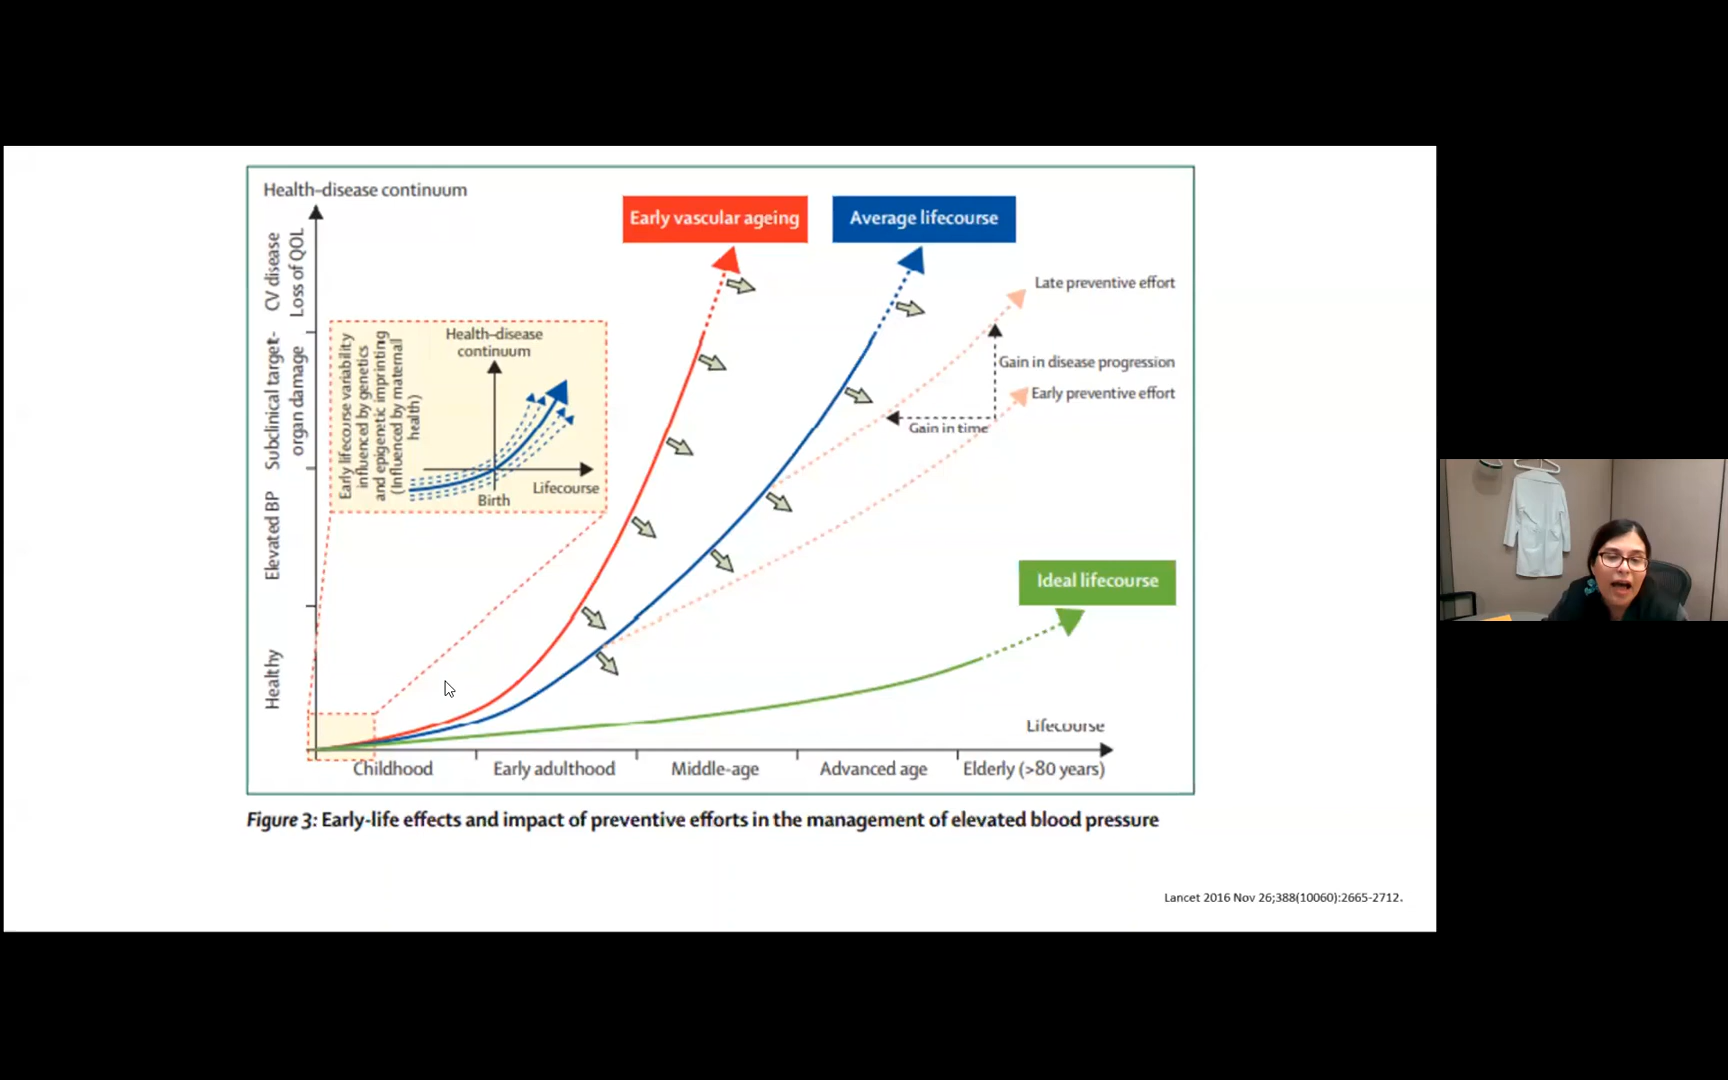 Health–disease continuum
Early vascular ageing
Average lifecourse
CV disease
Loss of QOL
Subclinical target-
organ damage
Elevated BP
Healthy
Late preventive effort
Gain in disease progression
Early preventive effort
Gain in time
Early lifecourse variability
influenced by genetics
and epigenetic imprinting
(Influenced by maternal
health)
Health–disease
continuum
Lifecourse
Birth
Ideal lifecourse
Lifecourse
Childhood
Early adulthood
Middle-age
Advanced age
Elderly (>80 years)
Figure 3: Early-life effects and impact of preventive efforts in the management of elevated blood pressure
Lancet 2016 Nov 26;388(10060):2665-2712.